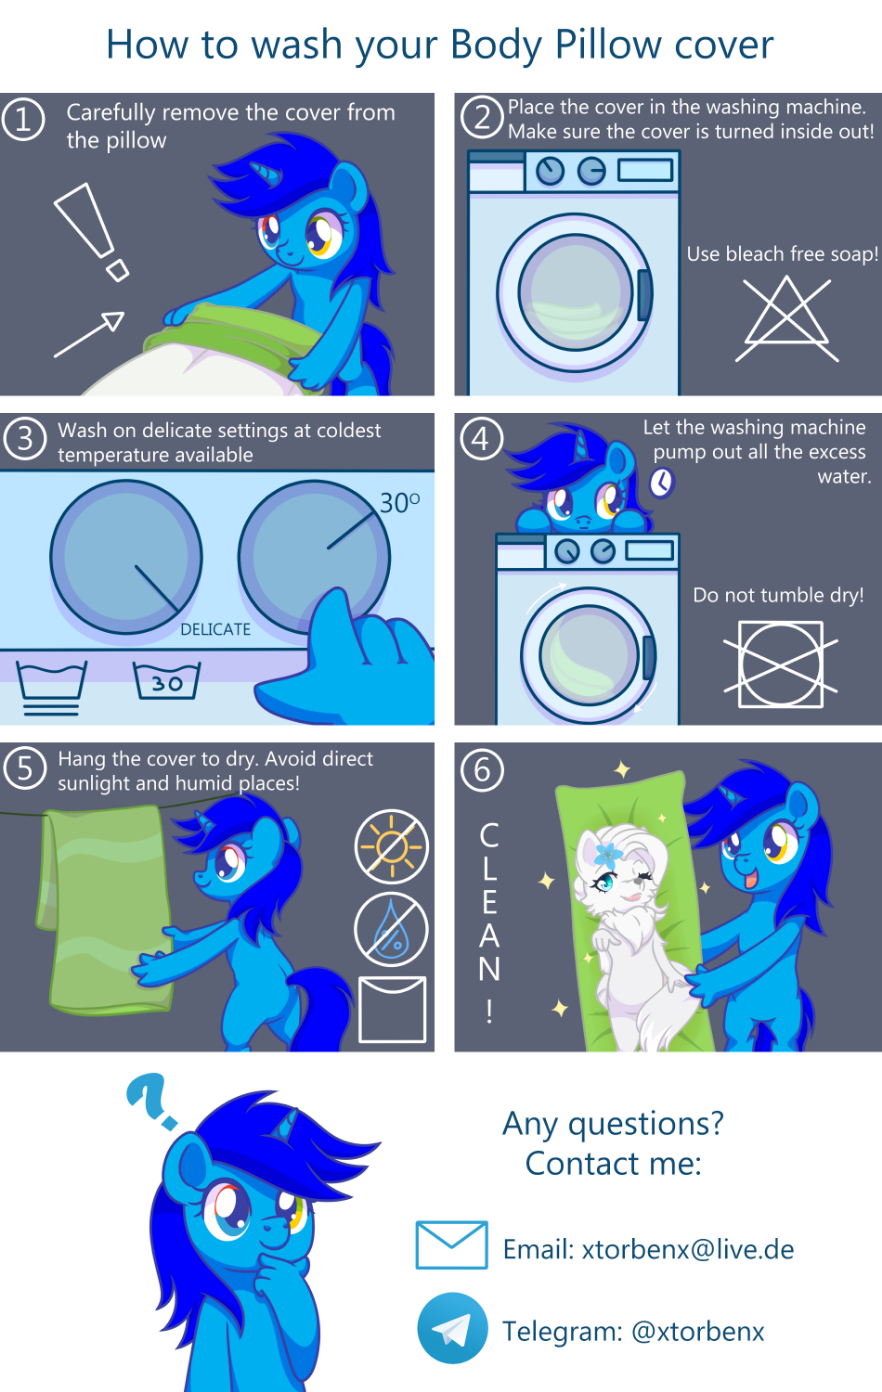 How to wash your Body Pillow cover
1
Carefully remove the cover from
the pillow
2
Place the cover in the washing machine.
Make sure the cover is turned inside out!
Use bleach free soap!
3
Wash on delicate settings at coldest
temperature available
30º
DELICATE
30
4
Let the washing machine
pump out all the excess
water.
Do not tumble dry!
5
Hang the cover to dry. Avoid direct
sunlight and humid places!
%
6
CLEAN!
?
Any questions?
Contact me:
Email: xtorbenx@live.de
Telegram: @xtorbenx